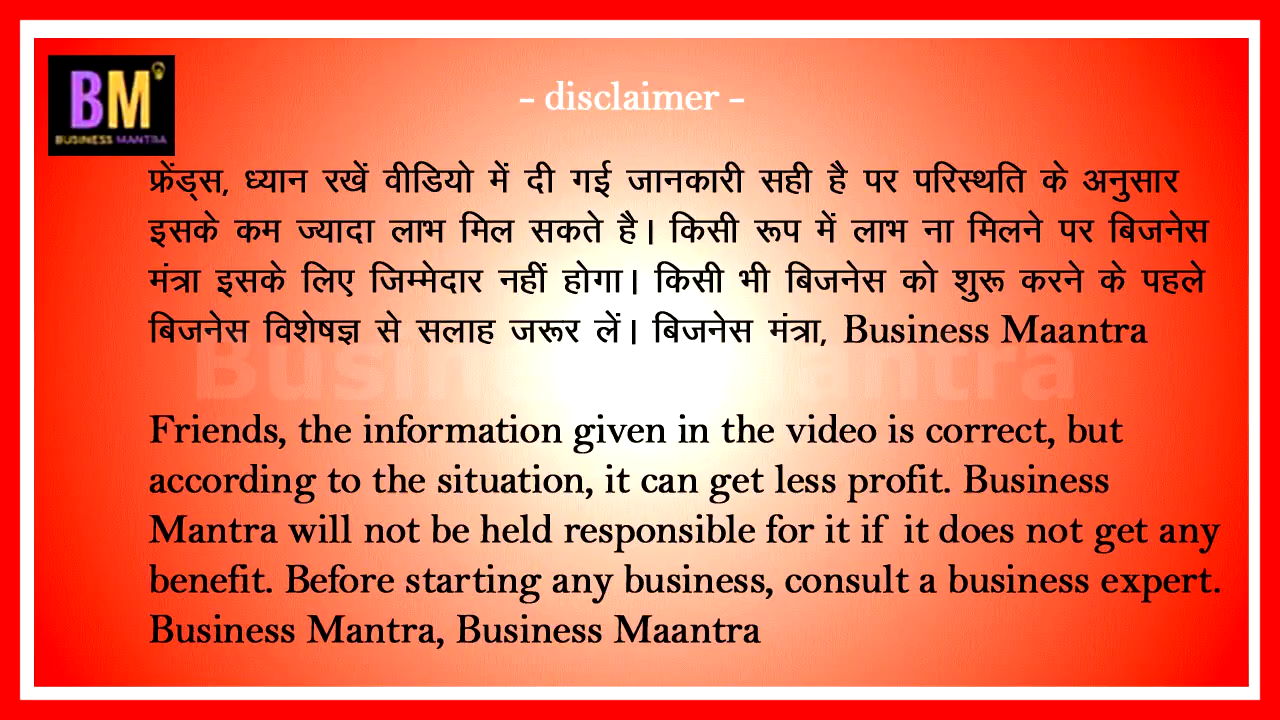 BM
BUSINESS MANTRA
- disclaimer -
फ्रेंड्स, ध्यान रखें वीडियो में दी गई जानकारी सही है पर परिस्थति के अनुसार
इसके कम ज्यादा लाभ मिल सकते है। किसी रूप में लाभ ना मिलने पर बिजनेस
मंत्रा इसके लिए जिम्मेदार नहीं होगा। किसी भी बिजनेस को शुरू करने के पहले
बिजनेस विशेषज्ञ से सलाह जरूर लें। बिजनेस मंत्रा, Business Maantra
Friends, the information given in the video is correct, but
according to the situation, it can get less profit. Business
Mantra will not be held responsible for it if it does not get any
benefit. Before starting any business, consult a business expert.
Business Mantra, Business Maantra